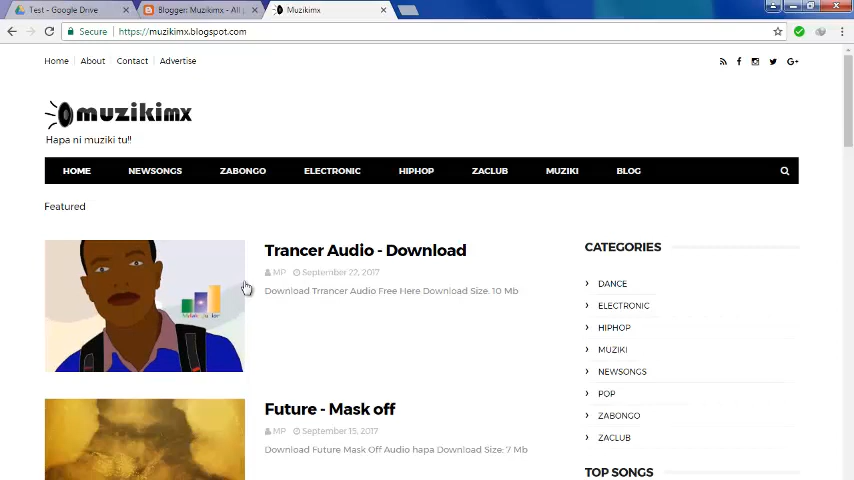 Test - Google Drive
Blogger: Muzikimx - All
Muzikimx
Secure https://muzikimx.blogspot.com
Home About Contact Advertise
muzikimx
Hapa ni muziki tu!!
HOME NEWSONGS ZABONGO ELECTRONIC HIPHOP ZACLUB MUZIKI BLOG
Featured
Trancer Audio - Download
MP September 22, 2017
Download Trrancer Audio Free Here Download Size: 10 Mb
Future - Mask off
MP September 15, 2017
Download Future Mask Off Audio hapa Download Size: 7 Mb
CATEGORIES
DANCE
ELECTRONIC
HIPHOP
MUZIKI
NEWSONGS
POP
ZABONGO
ZACLUB
TOP SONGS